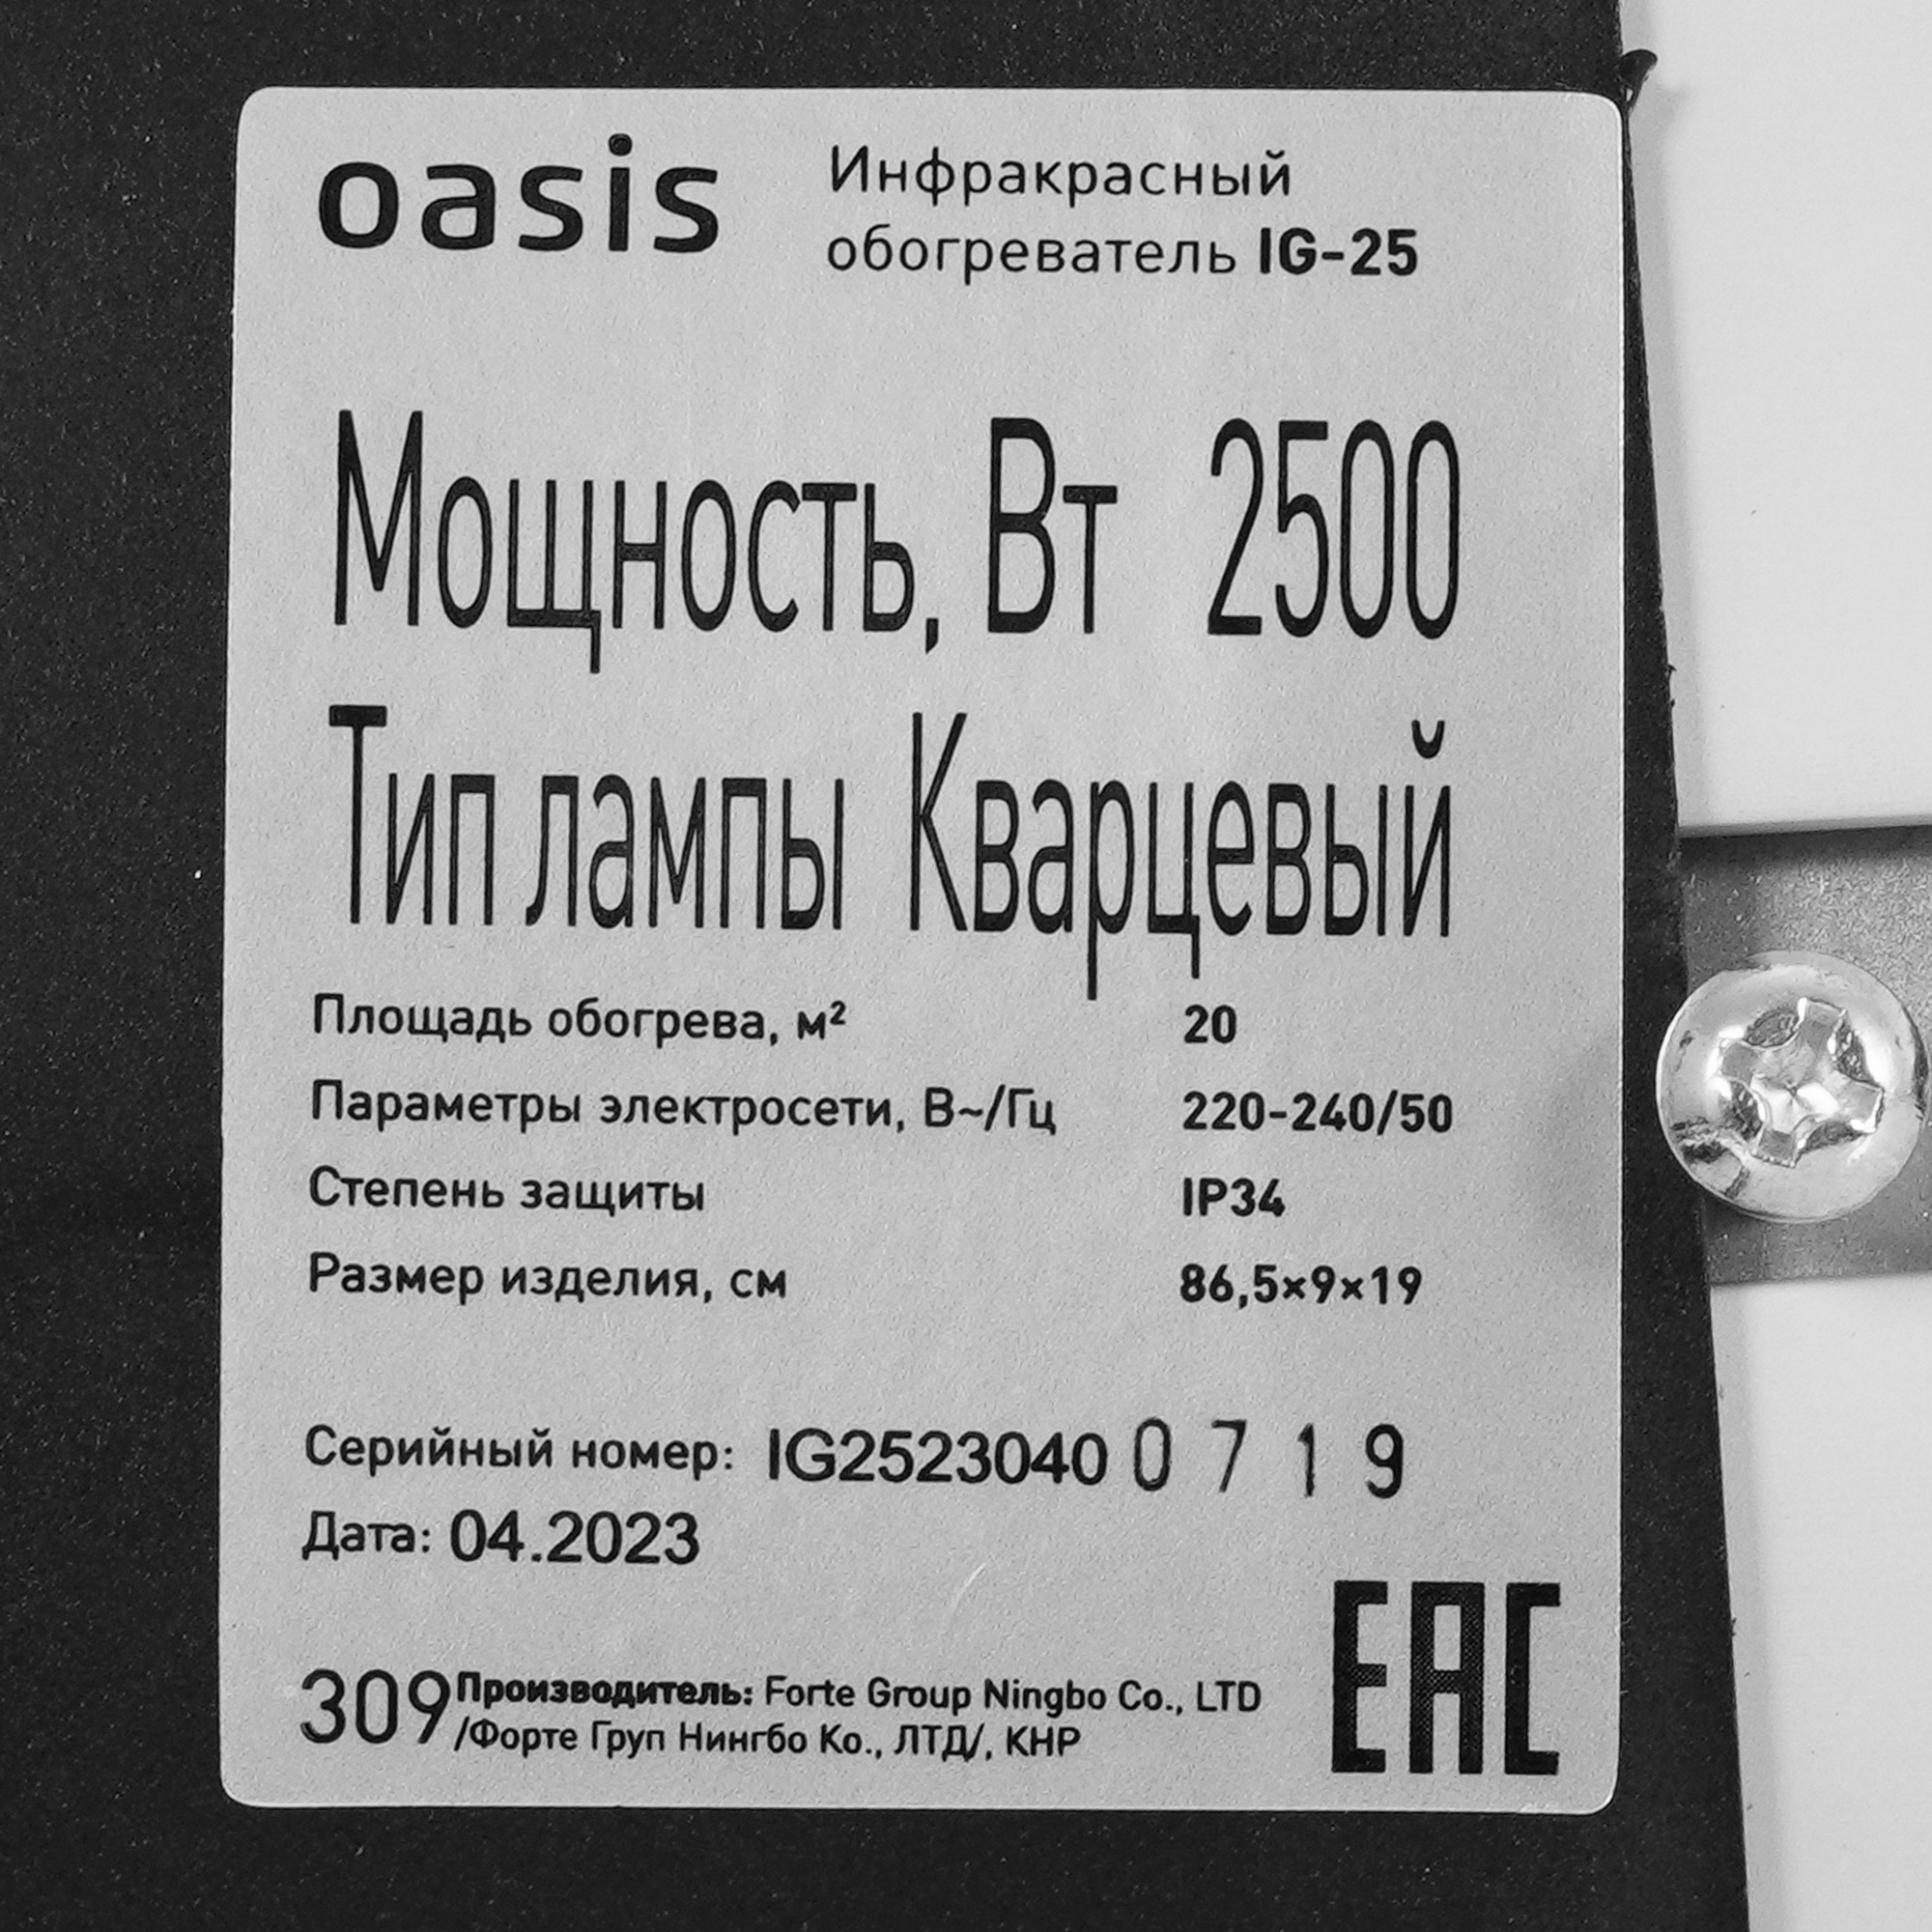 oasis
Инфракрасный
обогреватель IG-25
Мощность, Вт 2500
Тип лампы Кварцевый
Площадь обогрева, м² 20
Параметры электросети, В~/Гц 220-240/50
Степень защиты IP34
Размер изделия, см 86,5×9×19
Серийный номер: IG2523040 0 7 1 9
Дата: 04.2023
309 Производитель: Forte Group Ningbo Co., LTD
/Форте Груп Нингбо Ко., ЛТД/, КНР
EAC